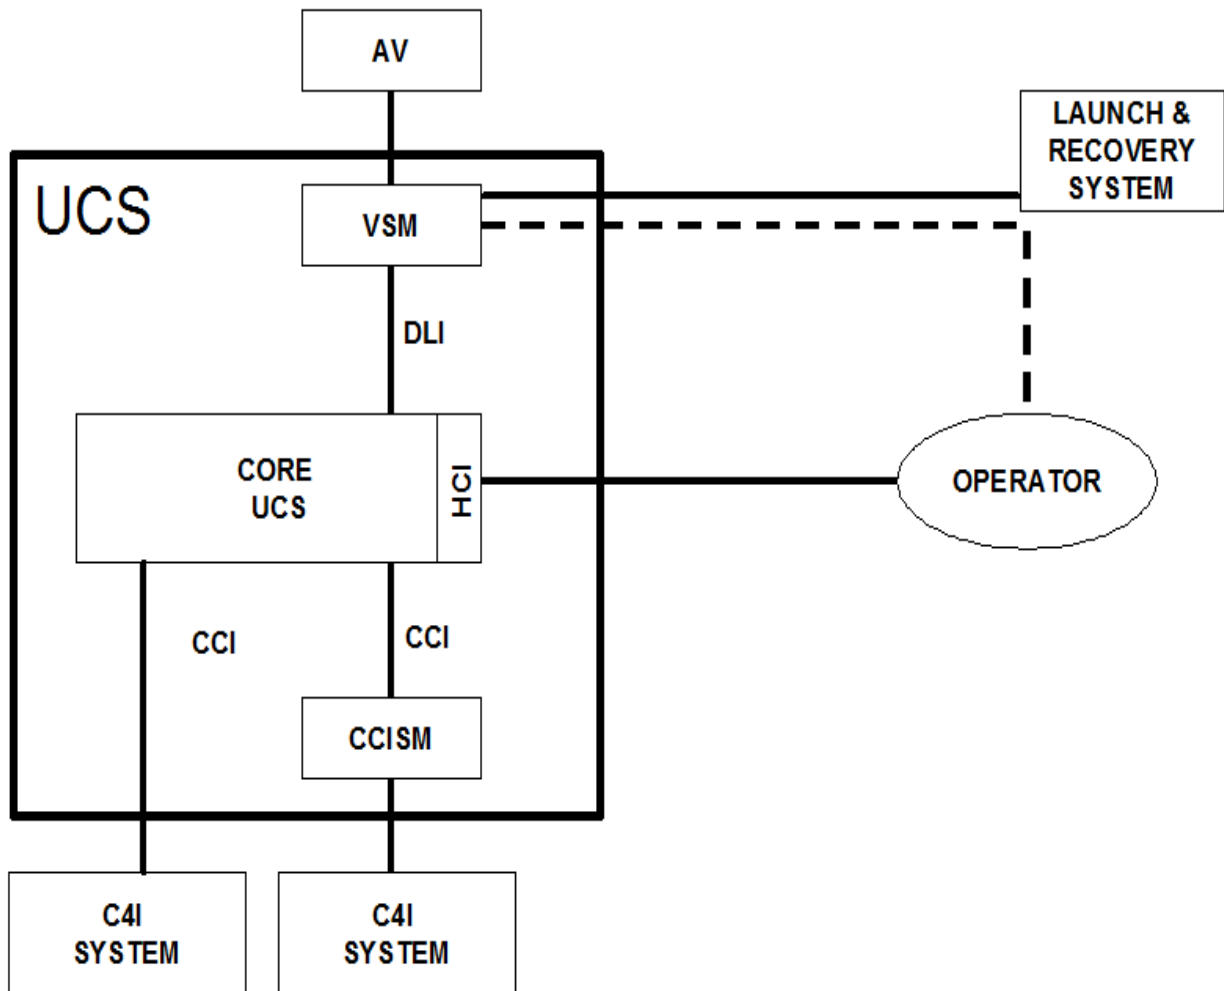 AV
LAUNCH &
RECOVERY
SYSTEM
UCS
VSM
DLI
CORE
UCS
HCI
OPERATOR
CCI
CCI
CCISM
C4I
SYSTEM
C4I
SYSTEM